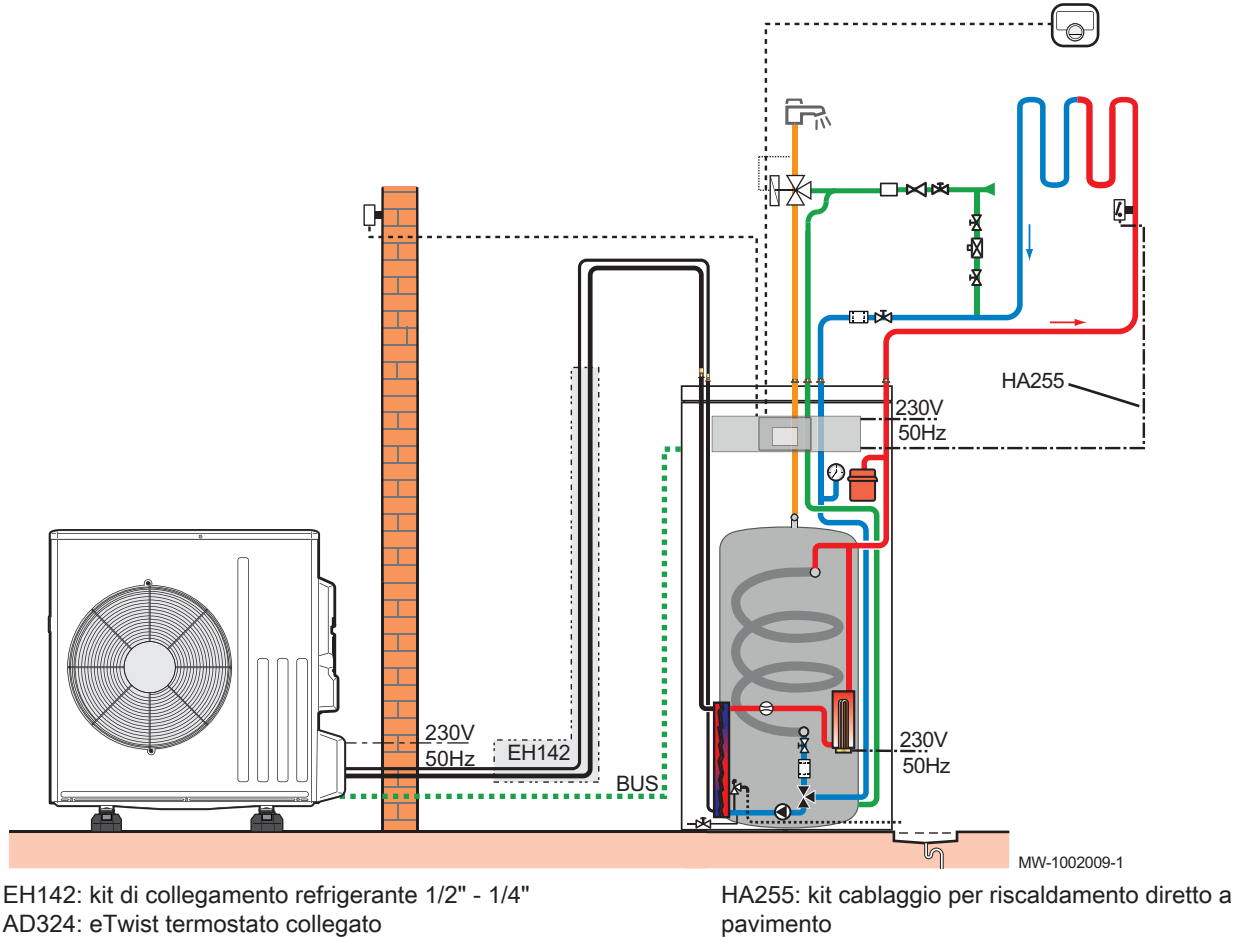 HA255
230V
50Hz
230V
50Hz
EH142
BUS
230V
50Hz
MW-1002009-1
EH142: kit di collegamento refrigerante 1/2" - 1/4"
AD324: eTwist termostato collegato
HA255: kit cablaggio per riscaldamento diretto a
pavimento